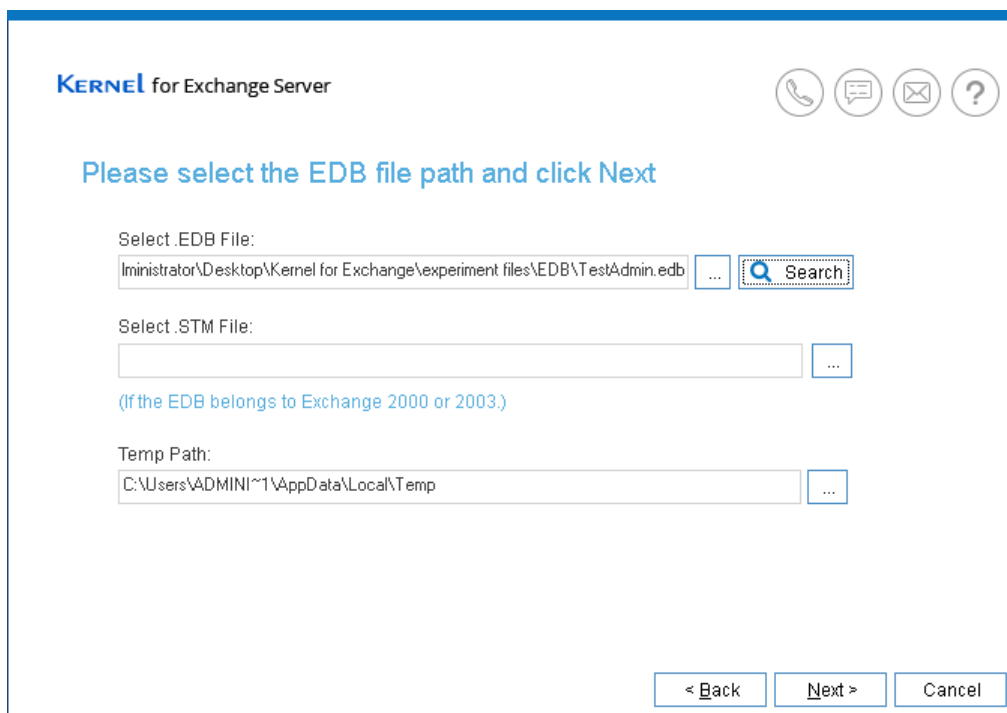 KERNEL for Exchange Server
?
Please select the EDB file path and click Next
Select .EDB File:
lministrator\Desktop\Kernel for Exchange\experiment files\EDB\TestAdmin.edb ... Search
Select .STM File:
...
(If the EDB belongs to Exchange 2000 or 2003.)
Temp Path:
C:\Users\ADMINI~1\AppData\Local\Temp ...
< Back Next > Cancel